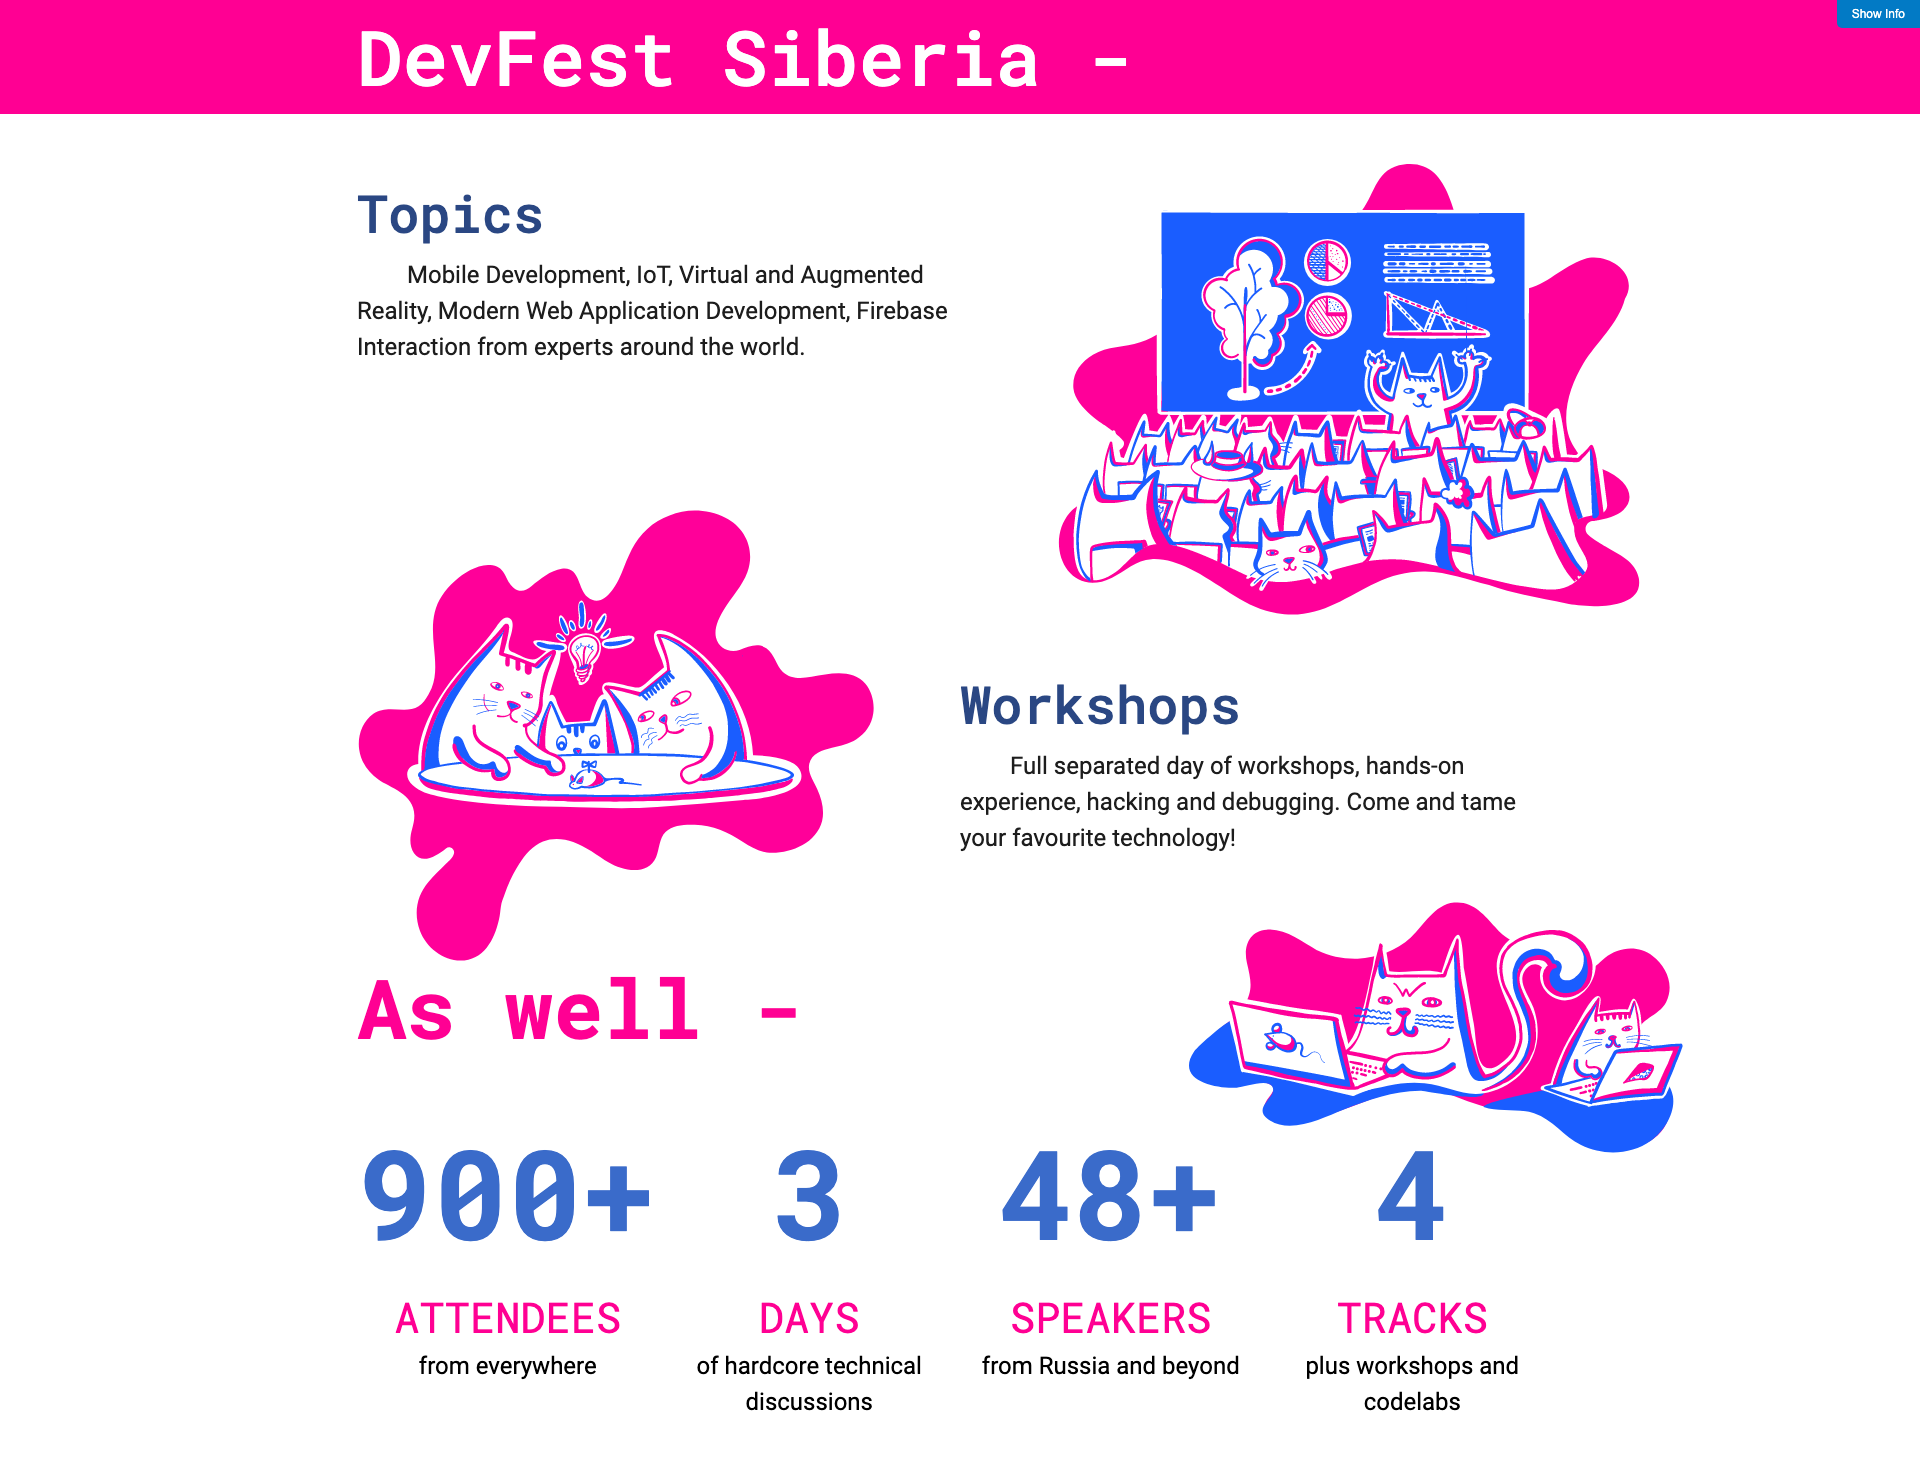 DevFest Siberia -
Show Info
Topics
Mobile Development, IoT, Virtual and Augmented
Reality, Modern Web Application Development, Firebase
Interaction from experts around the world.
Workshops
Full separated day of workshops, hands-on
experience, hacking and debugging. Come and tame
your favourite technology!
As well -
900+
ATTENDEES
from everywhere
3
DAYS
of hardcore technical
discussions
48+
SPEAKERS
from Russia and beyond
4
TRACKS
plus workshops and
codelabs